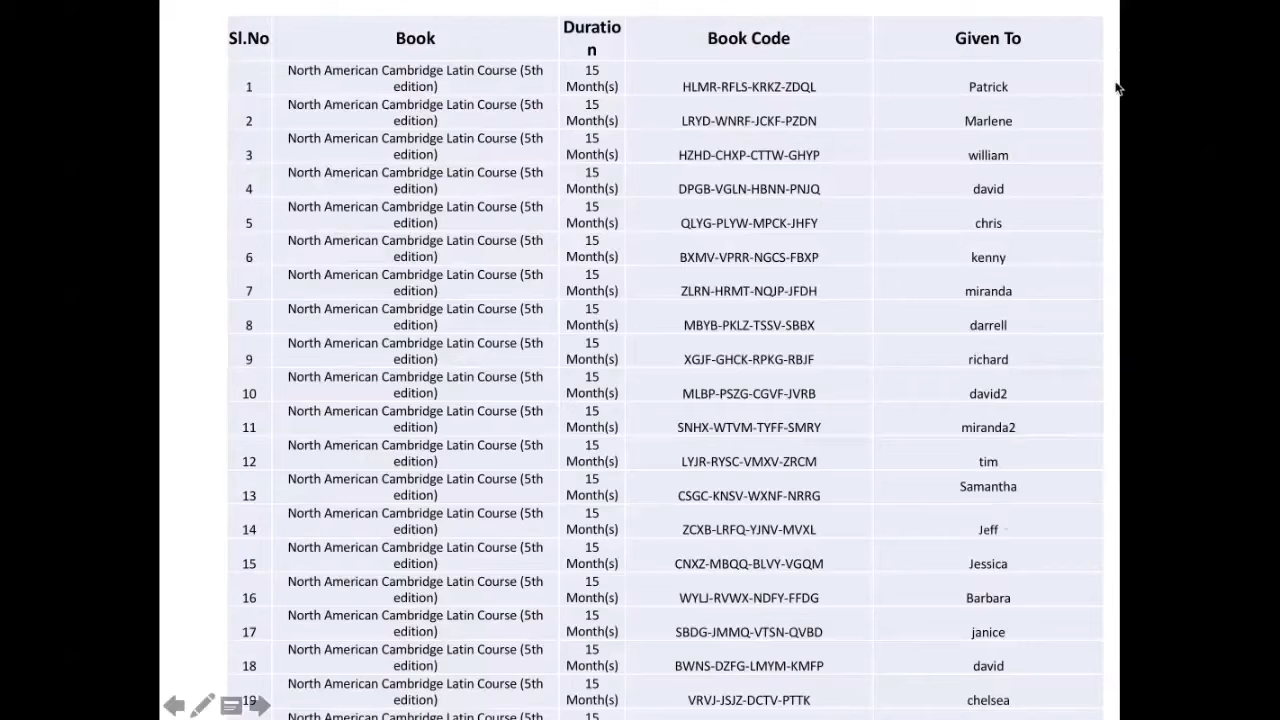 Sl.No Book Duratio Book Code Given To
n
North American Cambridge Latin Course (5th 15
1 edition) Month(s) HLMR-RFLS-KRKZ-ZDQL Patrick
North American Cambridge Latin Course (5th 15
2 edition) Month(s) LRYD-WNRF-JCKF-PZDN Marlene
North American Cambridge Latin Course (5th 15
3 edition) Month(s) HZHD-CHXP-CTTW-GHYP william
North American Cambridge Latin Course (5th 15
4 edition) Month(s) DPGB-VGLN-HBNN-PNJQ david
North American Cambridge Latin Course (5th 15
5 edition) Month(s) QLYG-PLYW-MPCK-JHFY chris
North American Cambridge Latin Course (5th 15
6 edition) Month(s) BXMV-VPRR-NGCS-FBXP kenny
North American Cambridge Latin Course (5th 15
7 edition) Month(s) ZLRN-HRMT-NQJP-JFDH miranda
North American Cambridge Latin Course (5th 15
8 edition) Month(s) MBYB-PKLZ-TSSV-SBBX darrell
North American Cambridge Latin Course (5th 15
9 edition) Month(s) XGJF-GHCK-RPKG-RBJF richard
North American Cambridge Latin Course (5th 15
10 edition) Month(s) MLBP-PSZG-CGVF-JVRB david2
North American Cambridge Latin Course (5th 15
11 edition) Month(s) SNHX-WTVM-TYFF-SMRY miranda2
North American Cambridge Latin Course (5th 15
12 edition) Month(s) LYJR-RYSC-VMXV-ZRCM tim
North American Cambridge Latin Course (5th 15
13 edition) Month(s) CSGC-KNSV-WXNF-NRRG Samantha
North American Cambridge Latin Course (5th 15
14 edition) Month(s) ZCXB-LRFQ-YJNV-MVXL Jeff
North American Cambridge Latin Course (5th 15
15 edition) Month(s) CNXZ-MBQQ-BLVY-VGQM Jessica
North American Cambridge Latin Course (5th 15
16 edition) Month(s) WYLJ-RVWX-NDFY-FFDG Barbara
North American Cambridge Latin Course (5th 15
17 edition) Month(s) SBDG-JMMQ-VTSN-QVBD janice
North American Cambridge Latin Course (5th 15
18 edition) Month(s) BWNS-DZFG-LMYM-KMFP david
North American Cambridge Latin Course (5th 15
19 edition) Month(s) VRVJ-JSJZ-DCTV-PTTK chelsea
North American Cambridge Latin Course (5th 15